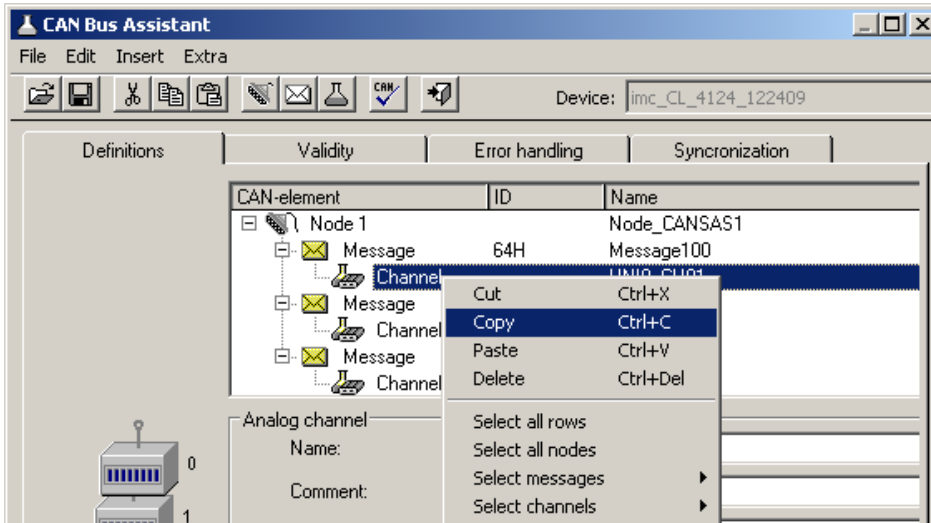 CAN Bus Assistant
File Edit Insert Extra
CAN
Device: imc_CL_4124_122409
Definitions Validity Error handling Syncronization
CAN-element ID Name
Node 1 Node_CANSAS1
Message 64H Message100
Channel
Message
Channel
Message
Channel
Cut Ctrl+X
Copy Ctrl+C
Paste Ctrl+V
Delete Ctrl+Del
Select all rows
Select all nodes
Select messages
Select channels
Analog channel
Name:
Comment:
0
1